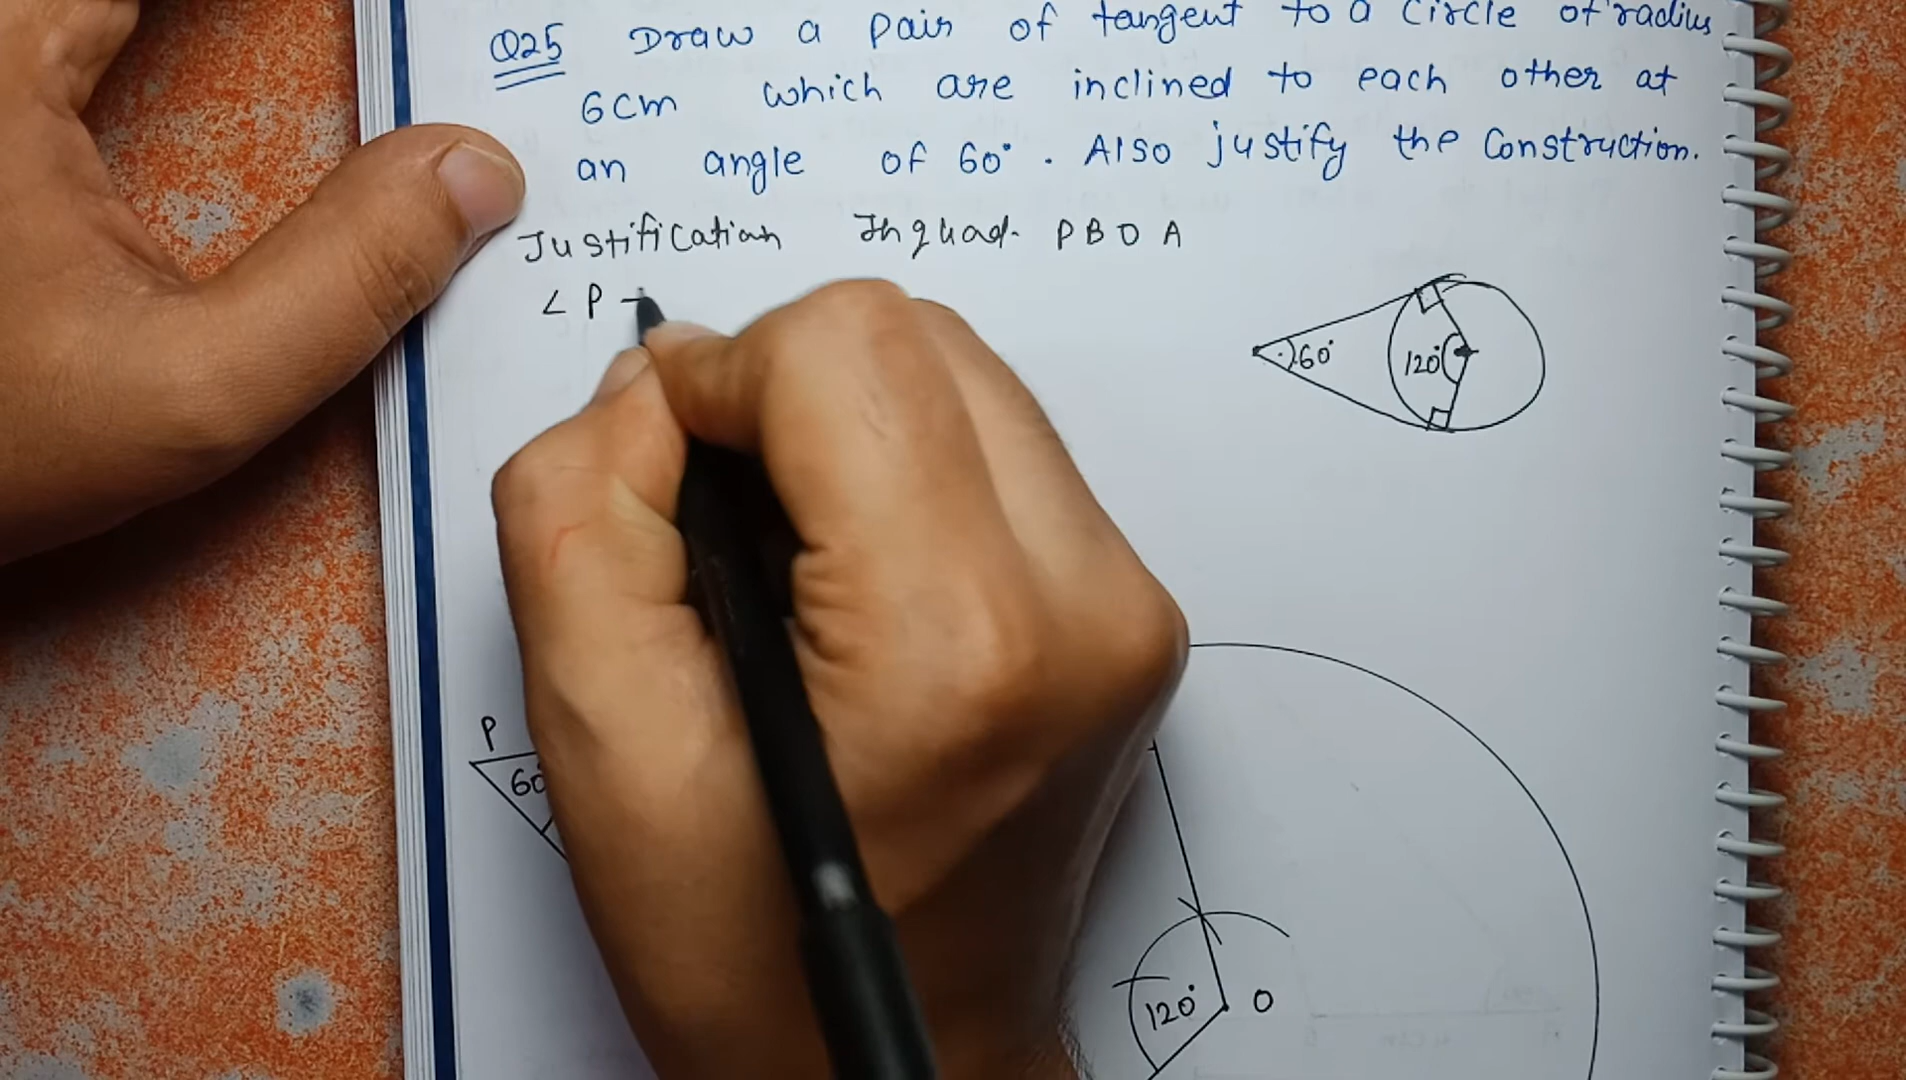 Q25 Draw a pair of tangent to a circle of radius
6cm which are inclined to each other at
an angle of 60° . Also justify the Construction.
Justification In quad. P B O A
∠ P
60°
120°
P
60
120°
O